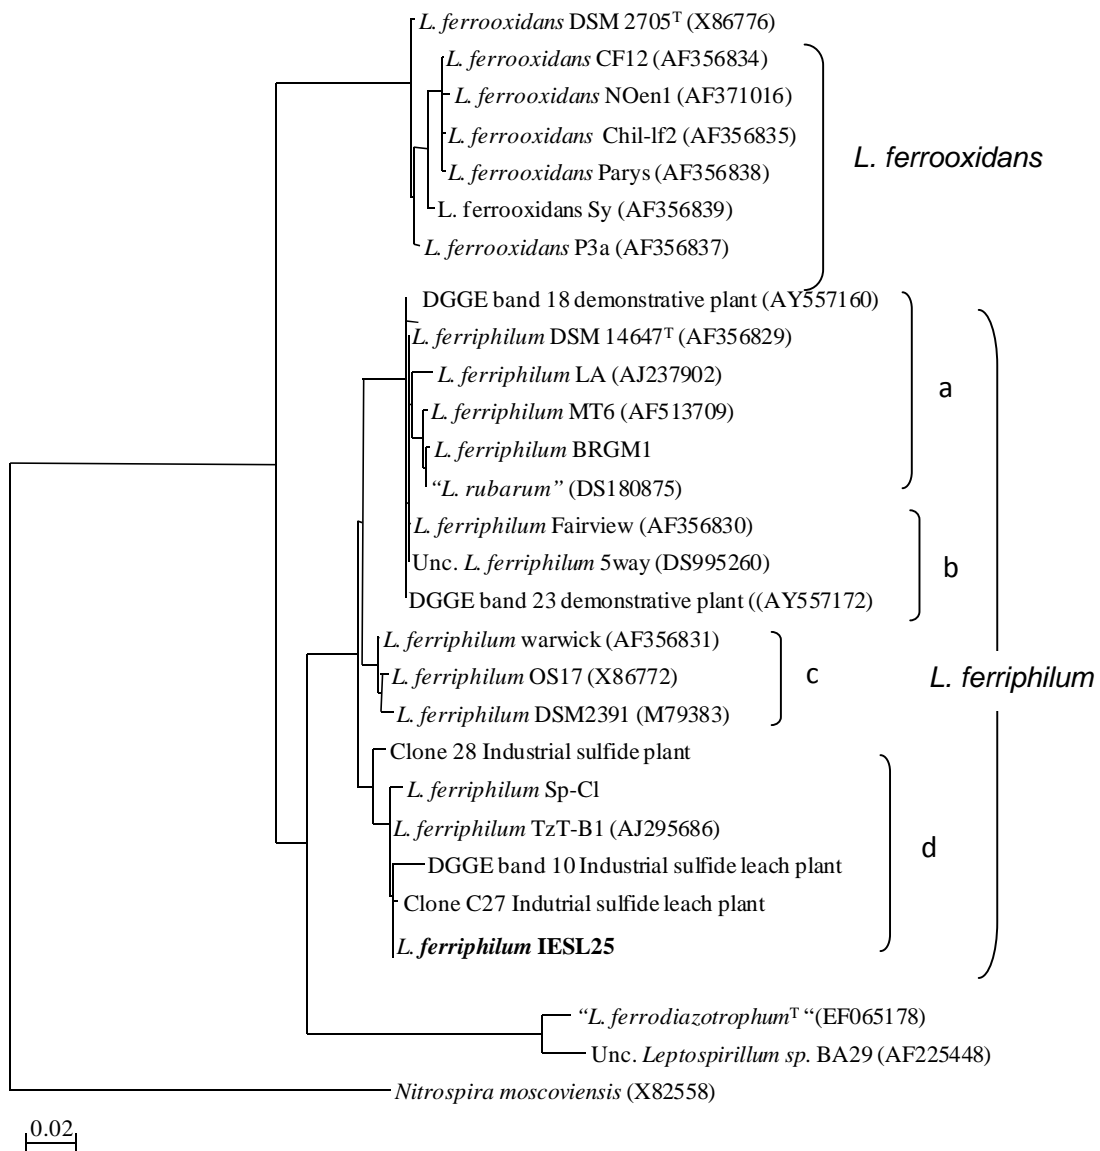 L. ferrooxidans DSM 2705T (X86776)
L. ferrooxidans CF12 (AF356834)
L. ferrooxidans NOen1 (AF371016)
L. ferrooxidans Chil-lf2 (AF356835)
L. ferrooxidans
L. ferrooxidans Parys (AF356838)
L. ferrooxidans Sy (AF356839)
L. ferrooxidans P3a (AF356837)
DGGE band 18 demonstrative plant (AY557160)
L. ferriphilum DSM 14647T (AF356829)
L. ferriphilum LA (AJ237902)
a
L. ferriphilum MT6 (AF513709)
L. ferriphilum BRGM1
“L. rubarum” (DS180875)
L. ferriphilum Fairview (AF356830)
Unc. L. ferriphilum 5way (DS995260)
b
DGGE band 23 demonstrative plant ((AY557172)
L. ferriphilum warwick (AF356831)
L. ferriphilum OS17 (X86772)
c
L. ferriphilum
L. ferriphilum DSM2391 (M79383)
Clone 28 Industrial sulfide plant
L. ferriphilum Sp-Cl
L. ferriphilum TzT-B1 (AJ295686)
d
DGGE band 10 Industrial sulfide leach plant
Clone C27 Indutrial sulfide leach plant
L. ferriphilum IESL25
“L. ferrodiazotrophumT “(EF065178)
Unc. Leptospirillum sp. BA29 (AF225448)
Nitrospira moscoviensis (X82558)
0.02